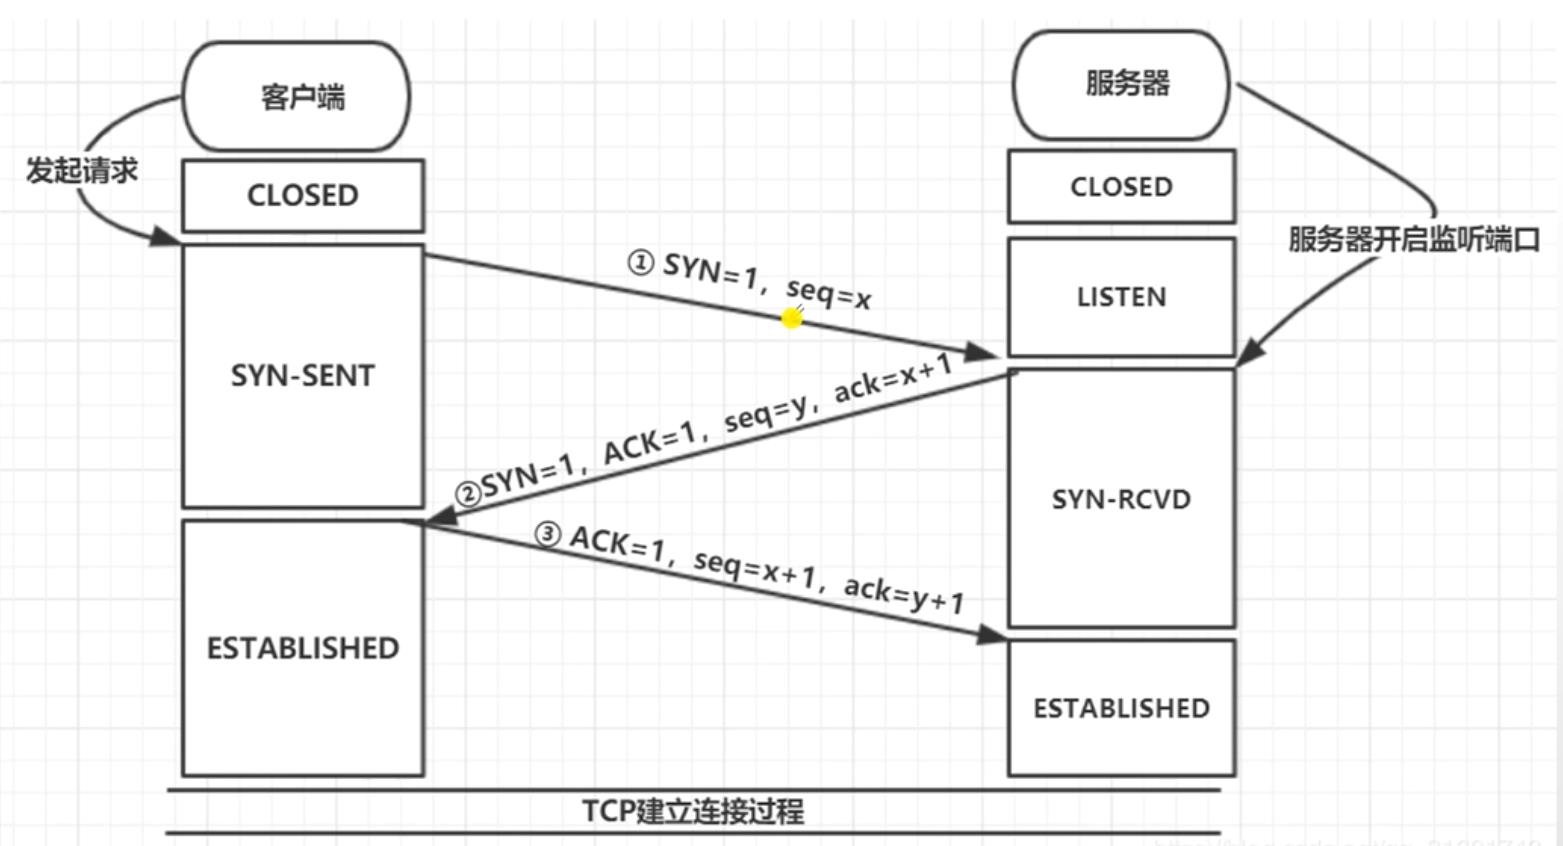 客户端
服务器
发起请求
CLOSED
CLOSED
服务器开启监听端口
① SYN=1，seq=x
LISTEN
SYN-SENT
②SYN=1，ACK=1，seq=y，ack=x+1
SYN-RCVD
③ ACK=1，seq=x+1，ack=y+1
ESTABLISHED
ESTABLISHED
TCP建立连接过程